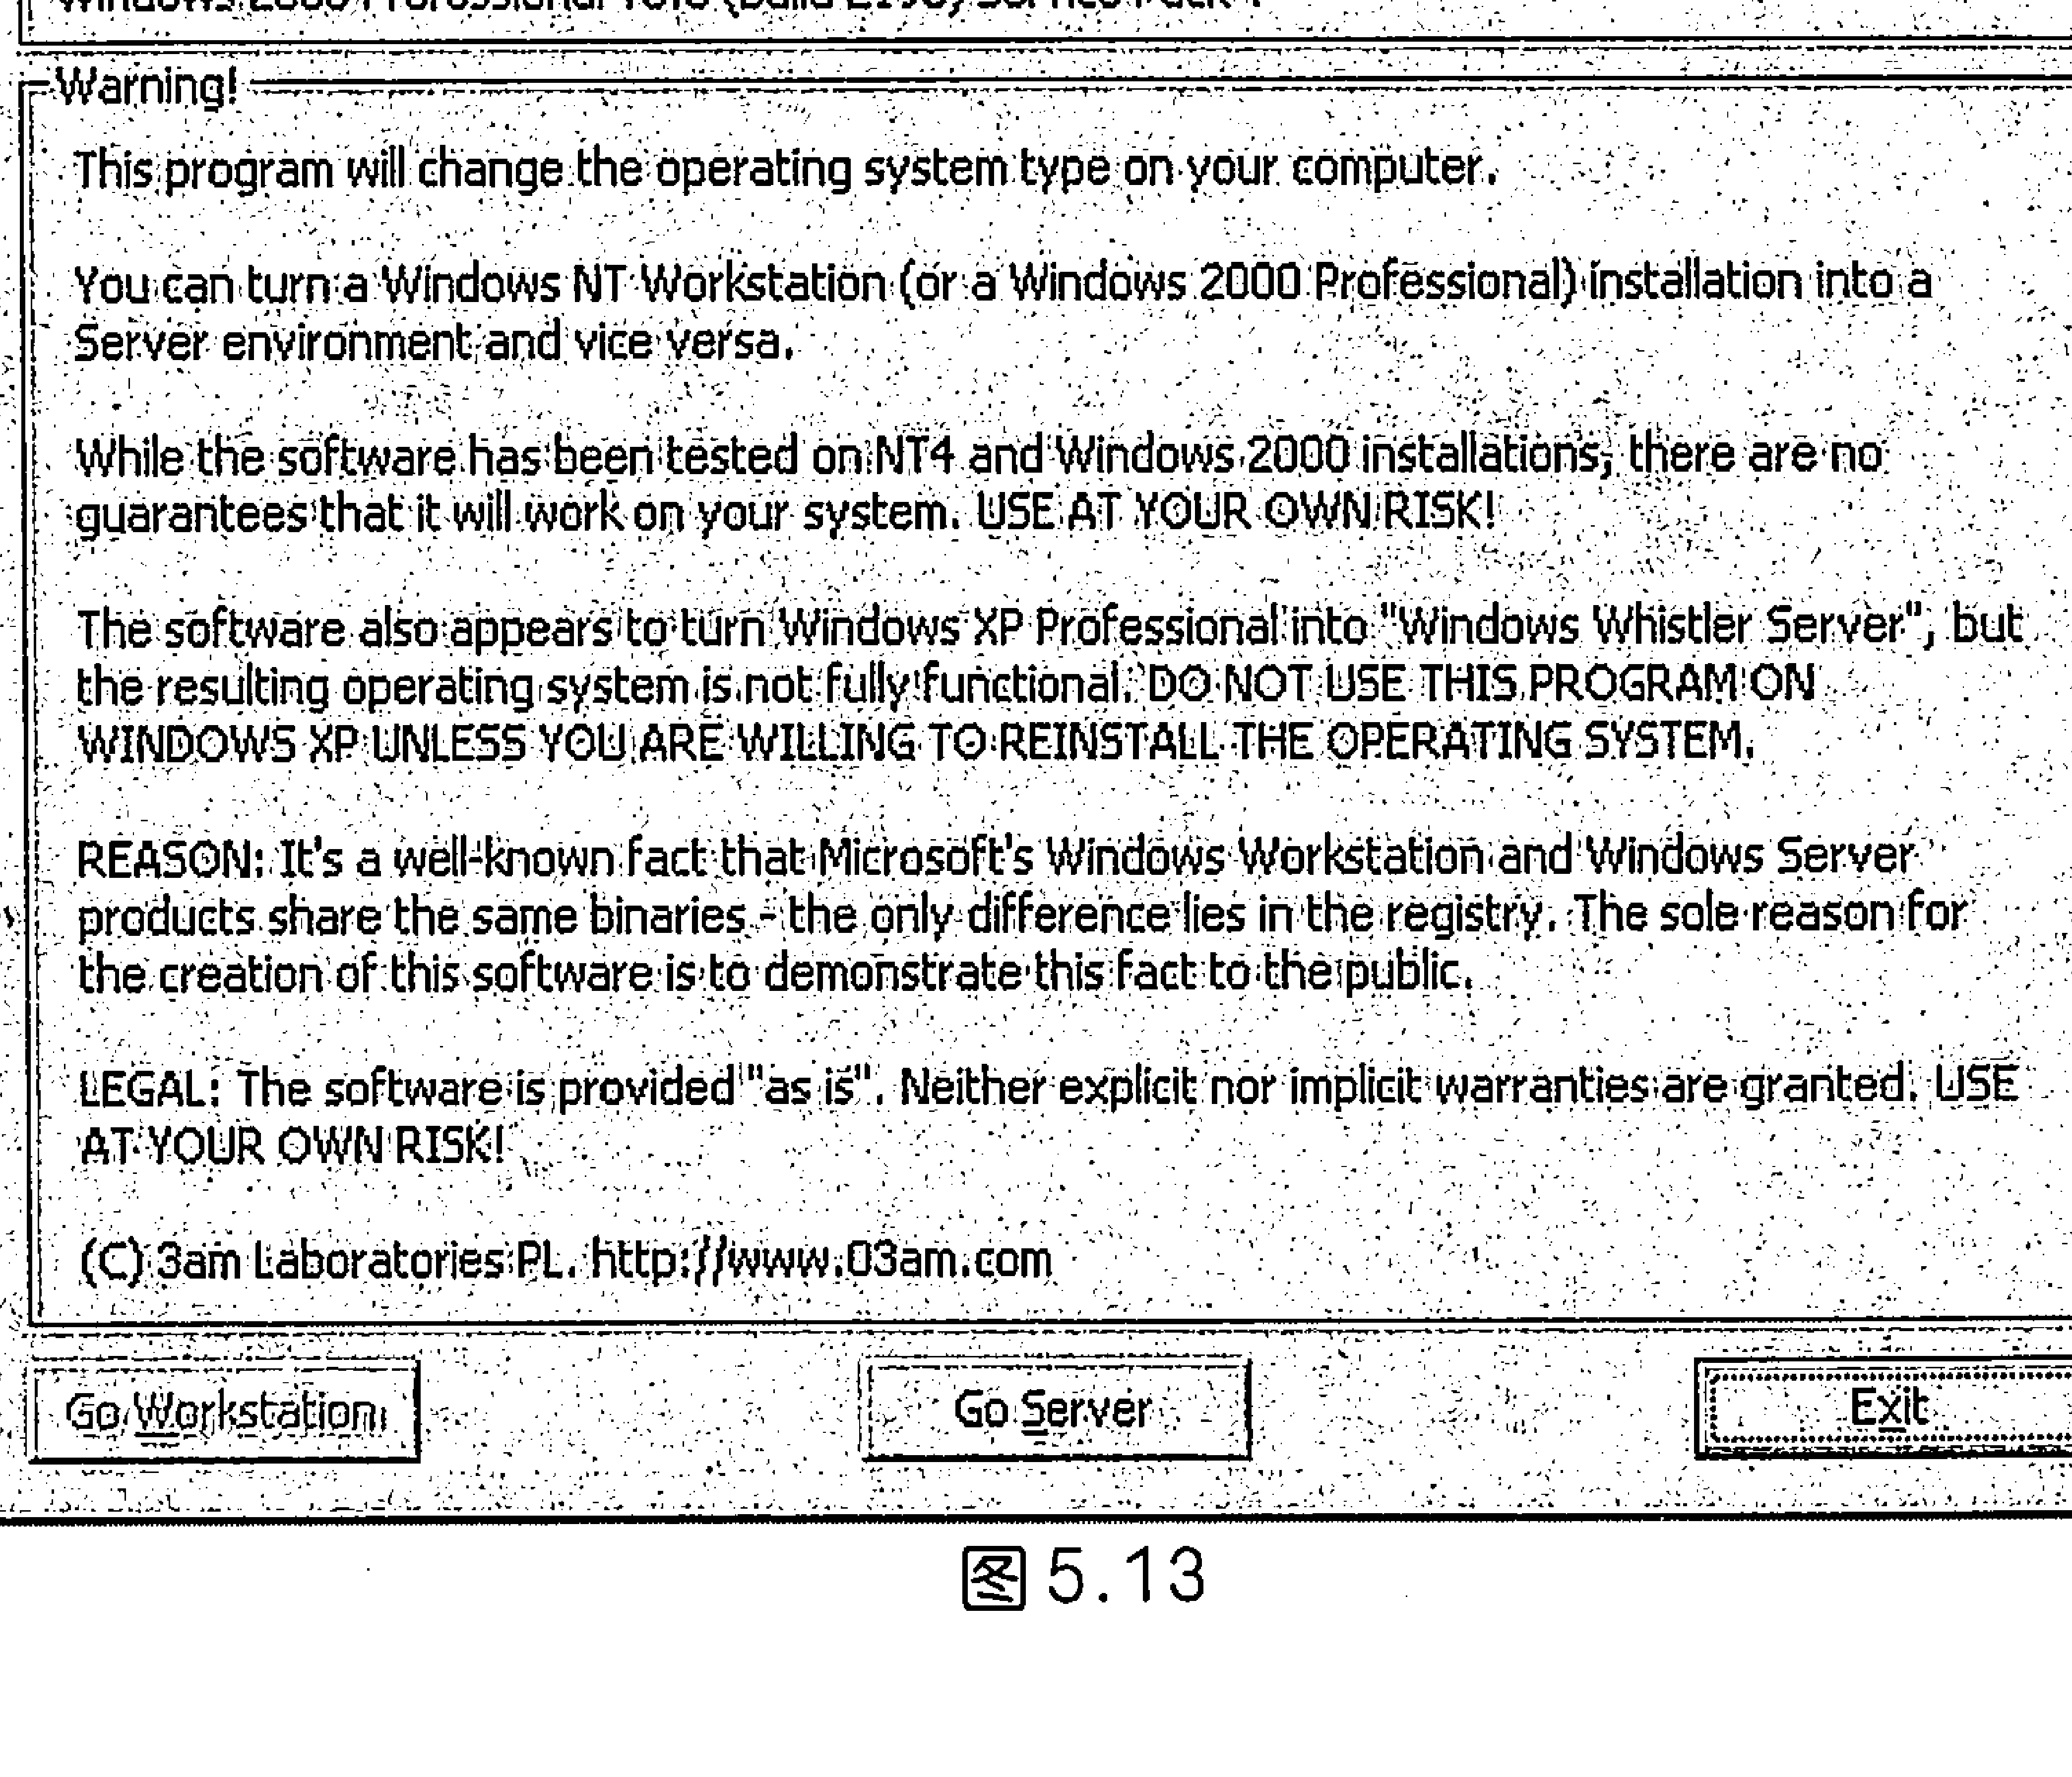 Windows 2000 Professional
Warning!
This program will change the operating system type on your computer.
You can turn a Windows NT Workstation (or a Windows 2000 Professional) installation into a
Server environment and vice versa.
While the software has been tested on NT4 and Windows 2000 installations, there are no
guarantees that it will work on your system. USE AT YOUR OWN RISK!
The software also appears to turn Windows XP Professional into "Windows Whistler Server", but
the resulting operating system is not fully functional. DO NOT USE THIS PROGRAM ON
WINDOWS XP UNLESS YOU ARE WILLING TO REINSTALL THE OPERATING SYSTEM.
REASON: It's a well-known fact that Microsoft's Windows Workstation and Windows Server
products share the same binaries - the only difference lies in the registry. The sole reason for
the creation of this software is to demonstrate this fact to the public.
LEGAL: The software is provided "as is". Neither explicit nor implicit warranties are granted. USE
AT YOUR OWN RISK!
(C) 3am Laboratories PL. http://www.03am.com
Go Workstation Go Server Exit
图 5.13